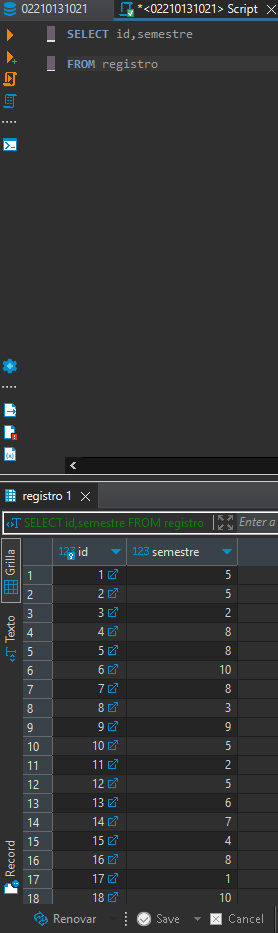 02210131021
*<02210131021> Script
SELECT id,semestre
FROM registro
registro 1
SELECT id,semestre FROM registro
Enter a
Grilla
Texto
Record
123 id
123 semestre
1 1 5
2 2 5
3 3 2
4 4 8
5 5 8
6 6 10
7 7 8
8 8 3
9 9 9
10 10 5
11 11 2
12 12 5
13 13 6
14 14 7
15 15 4
16 16 8
17 17 1
18 18 10
Renovar
Save
Cancel